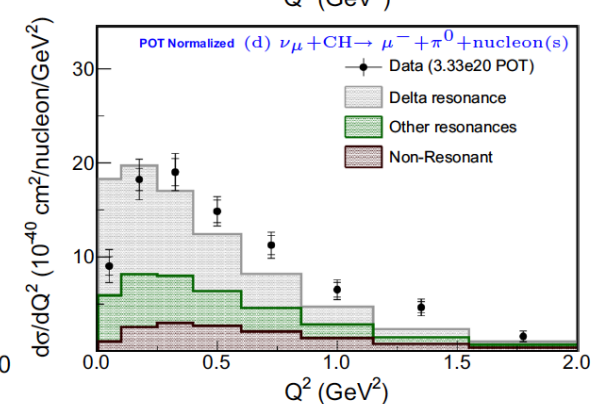 Q² (GeV²)
POT Normalized (d) νμ+CH→ μ⁻+π⁰+nucleon(s)
Data (3.33e20 POT)
Delta resonance
Other resonances
Non-Resonant
dσ/dQ² (10⁻⁴⁰ cm²/nucleon/GeV²)
30
20
10
0
0.0 0.5 1.0 1.5 2.0
Q² (GeV²)